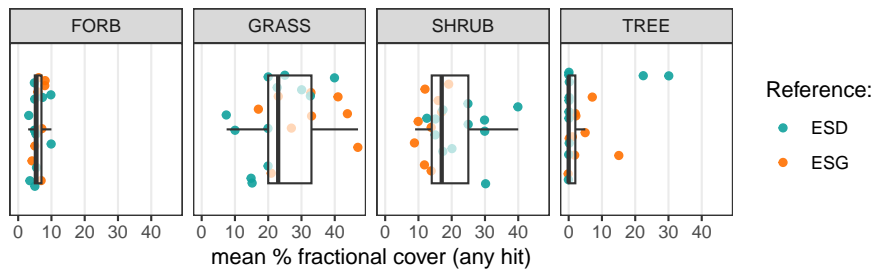 FORB GRASS SHRUB TREE
Reference:
ESD
ESG
0 10 20 30 40 0 10 20 30 40 0 10 20 30 40 0 10 20 30 40
mean % fractional cover (any hit)